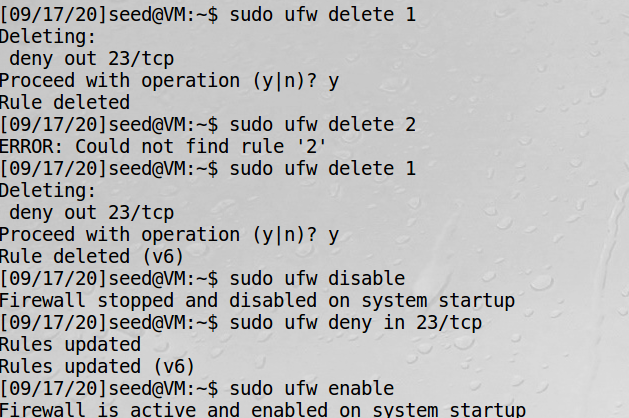 [09/17/20]seed@VM:~$ sudo ufw delete 1
Deleting:
 deny out 23/tcp
Proceed with operation (y|n)? y
Rule deleted
[09/17/20]seed@VM:~$ sudo ufw delete 2
ERROR: Could not find rule '2'
[09/17/20]seed@VM:~$ sudo ufw delete 1
Deleting:
 deny out 23/tcp
Proceed with operation (y|n)? y
Rule deleted (v6)
[09/17/20]seed@VM:~$ sudo ufw disable
Firewall stopped and disabled on system startup
[09/17/20]seed@VM:~$ sudo ufw deny in 23/tcp
Rules updated
Rules updated (v6)
[09/17/20]seed@VM:~$ sudo ufw enable
Firewall is active and enabled on system startup